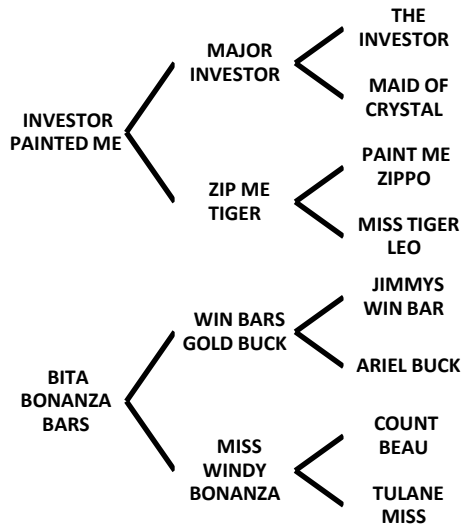 THE
INVESTOR
MAJOR
INVESTOR
MAID OF
CRYSTAL
INVESTOR
PAINTED ME
PAINT ME
ZIPPO
ZIP ME
TIGER
MISS TIGER
LEO
JIMMYS
WIN BAR
WIN BARS
GOLD BUCK
ARIEL BUCK
BITA
BONANZA
BARS
COUNT
BEAU
MISS
WINDY
BONANZA
TULANE
MISS